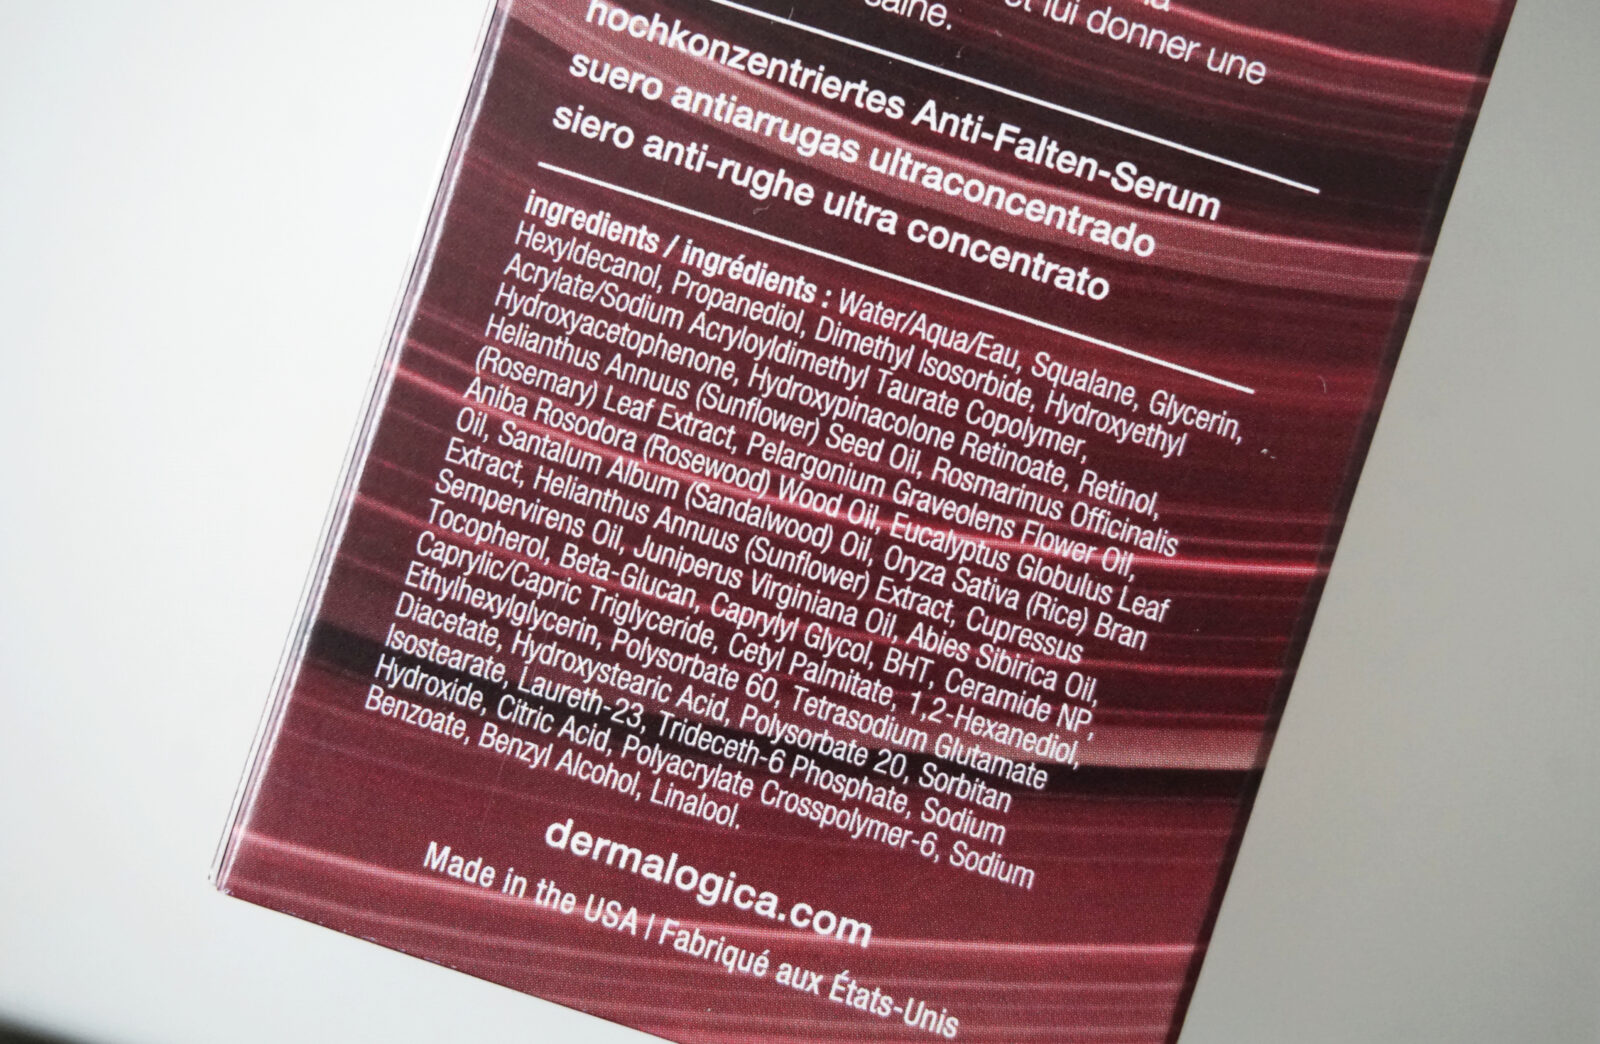 et lui donner une
saine.
hochkonzentriertes Anti-Falten-Serum
suero antiarrugas ultraconcentrado
siero anti-rughe ultra concentrato
ingredients / ingrédients : Water/Aqua/Eau, Squalane, Glycerin,
Hexyldecanol, Propanediol, Dimethyl Isosorbide, Hydroxyethyl
Acrylate/Sodium Acryloyldimethyl Taurate Copolymer,
Hydroxyacetophenone, Hydroxypinacolone Retinoate, Retinol,
Helianthus Annuus (Sunflower) Seed Oil, Rosmarinus Officinalis
(Rosemary) Leaf Extract, Pelargonium Graveolens Flower Oil,
Aniba Rosodora (Rosewood) Wood Oil, Eucalyptus Globulus Leaf
Oil, Santalum Album (Sandalwood) Oil, Oryza Sativa (Rice) Bran
Extract, Helianthus Annuus (Sunflower) Extract, Cupressus
Sempervirens Oil, Juniperus Virginiana Oil, Abies Sibirica Oil,
Tocopherol, Beta-Glucan, Caprylyl Glycol, BHT, Ceramide NP,
Caprylic/Capric Triglyceride, Cetyl Palmitate, 1,2-Hexanediol,
Ethylhexylglycerin, Polysorbate 60, Tetrasodium Glutamate
Diacetate, Hydroxystearic Acid, Polysorbate 20, Sorbitan
Isostearate, Laureth-23, Trideceth-6 Phosphate, Sodium
Hydroxide, Citric Acid, Polyacrylate Crosspolymer-6, Sodium
Benzoate, Benzyl Alcohol, Linalool.
dermalogica.com
Made in the USA | Fabriqué aux États-Unis